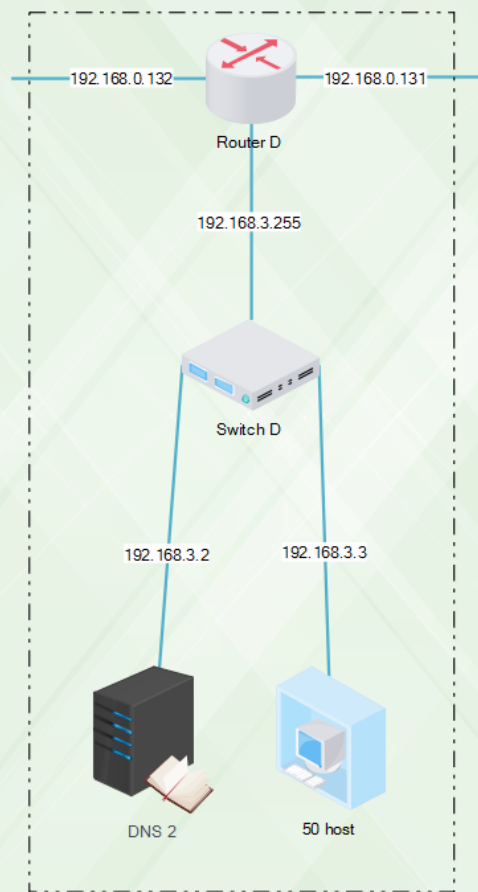 192.168.0.132
192.168.0.131
Router D
192.168.3.255
Switch D
192.168.3.2
192.168.3.3
DNS 2
50 host